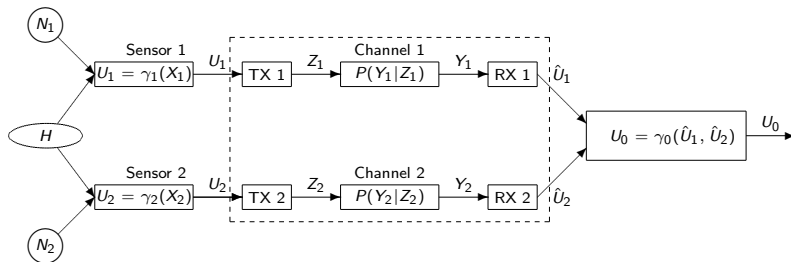 N1
Sensor 1
U1 = γ1(X1)
U1
TX 1
Z1
Channel 1
P(Y1|Z1)
Y1
RX 1
Û1
H
U0 = γ0(Û1, Û2)
U0
Sensor 2
U2 = γ2(X2)
U2
TX 2
Z2
Channel 2
P(Y2|Z2)
Y2
RX 2
Û2
N2